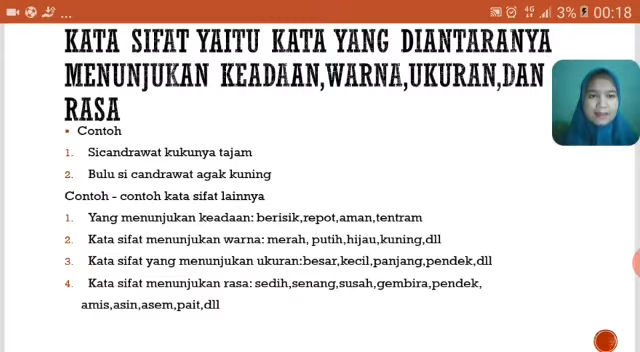 ... 4G 3% 00:18
KATA SIFAT YAITU KATA YANG DIANTARANYA
MENUNJUKAN KEADAAN,WARNA,UKURAN,DAN
RASA
▪ Contoh
1. Sicandrawat kukunya tajam
2. Bulu si candrawat agak kuning
Contoh - contoh kata sifat lainnya
1. Yang menunjukan keadaan: berisik,repot,aman,tentram
2. Kata sifat menunjukan warna: merah, putih,hijau,kuning,dll
3. Kata sifat yang menunjukan ukuran:besar,kecil,panjang,pendek,dll
4. Kata sifat menunjukan rasa: sedih,senang,susah,gembira,pendek,
amis,asin,asem,pait,dll